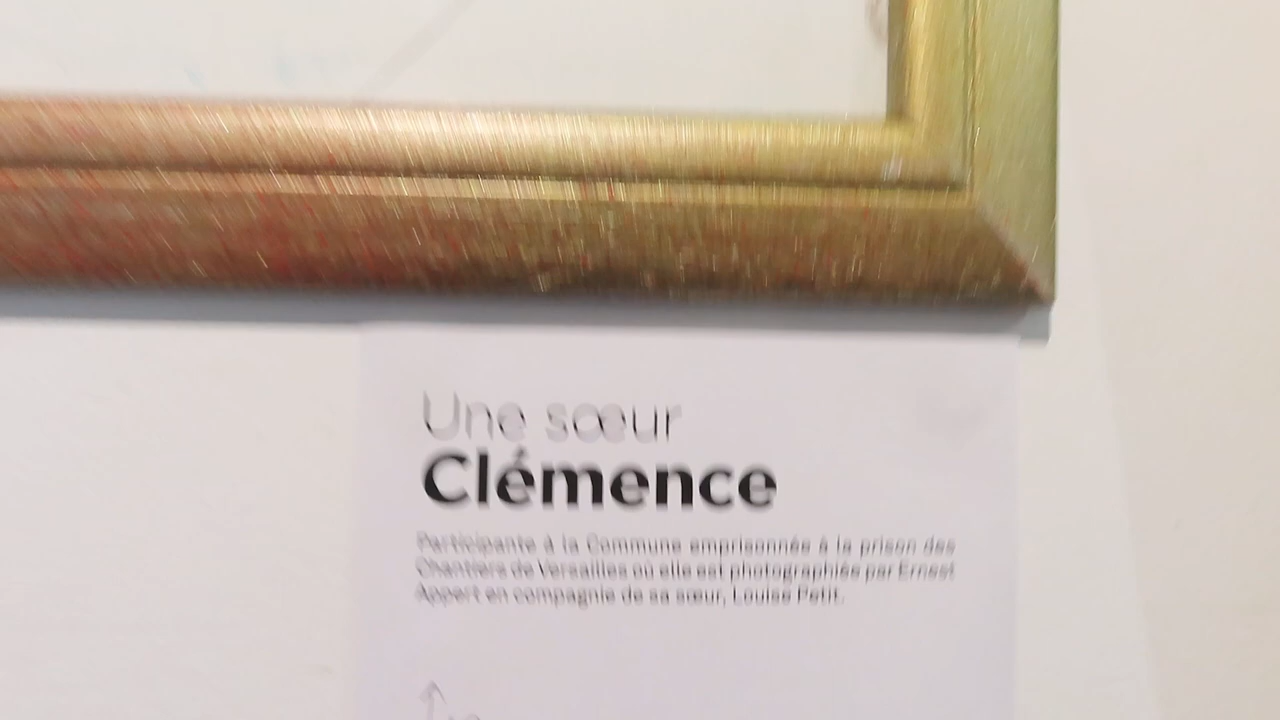 Une sœur
Clémence
Participante à la Commune emprisonnée à la prison des
Chantiers de Versailles où elle est photographiée par Ernest
Appert en compagnie de sa sœur, Louise Petit.